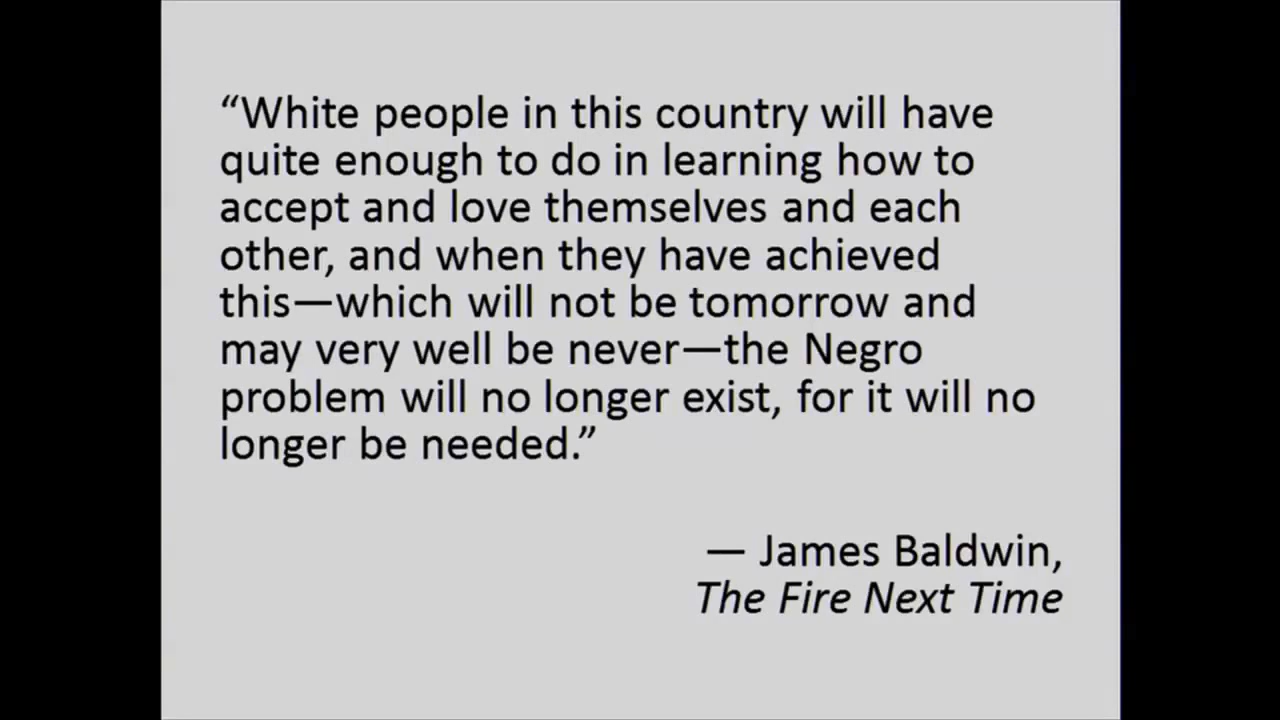 “White people in this country will have
quite enough to do in learning how to
accept and love themselves and each
other, and when they have achieved
this—which will not be tomorrow and
may very well be never—the Negro
problem will no longer exist, for it will no
longer be needed.”
— James Baldwin,
The Fire Next Time